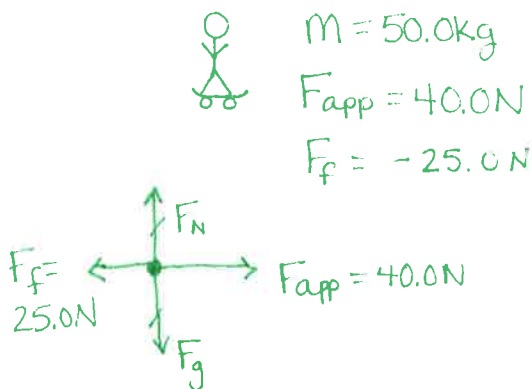 m = 50.0kg
Fapp = 40.0N
Ff = -25.0N
FN
Ff =
25.0N
Fapp = 40.0N
Fg